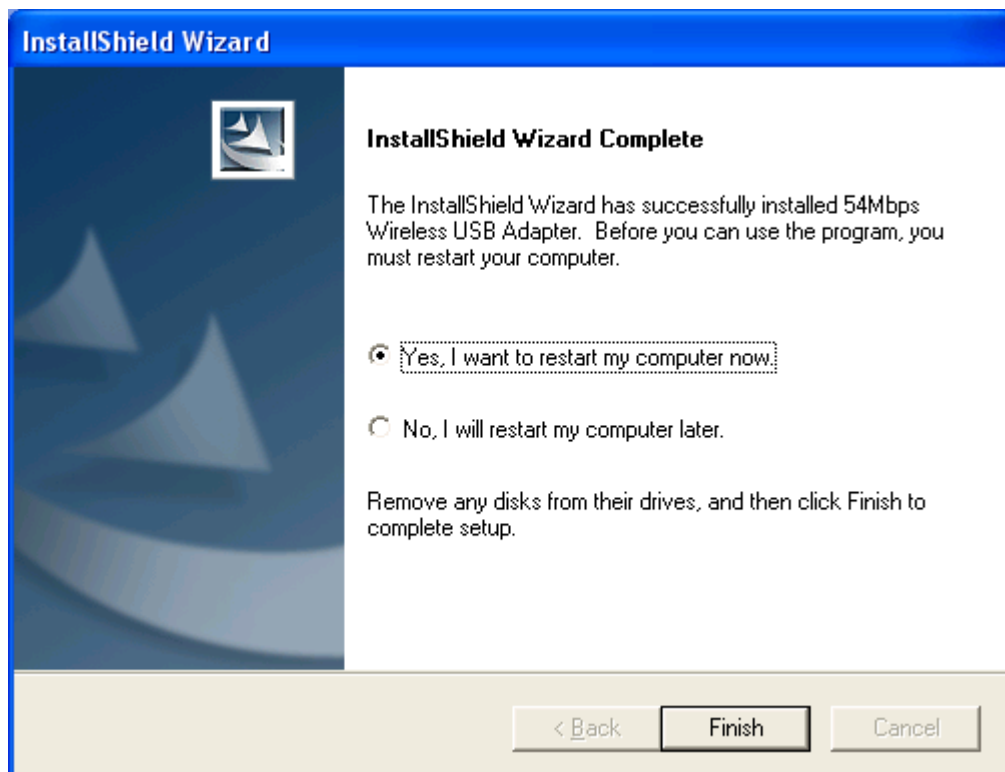 InstallShield Wizard
InstallShield Wizard Complete
The InstallShield Wizard has successfully installed 54Mbps
Wireless USB Adapter.  Before you can use the program, you
must restart your computer.
Yes, I want to restart my computer now.
No, I will restart my computer later.
Remove any disks from their drives, and then click Finish to
complete setup.
< Back Finish Cancel